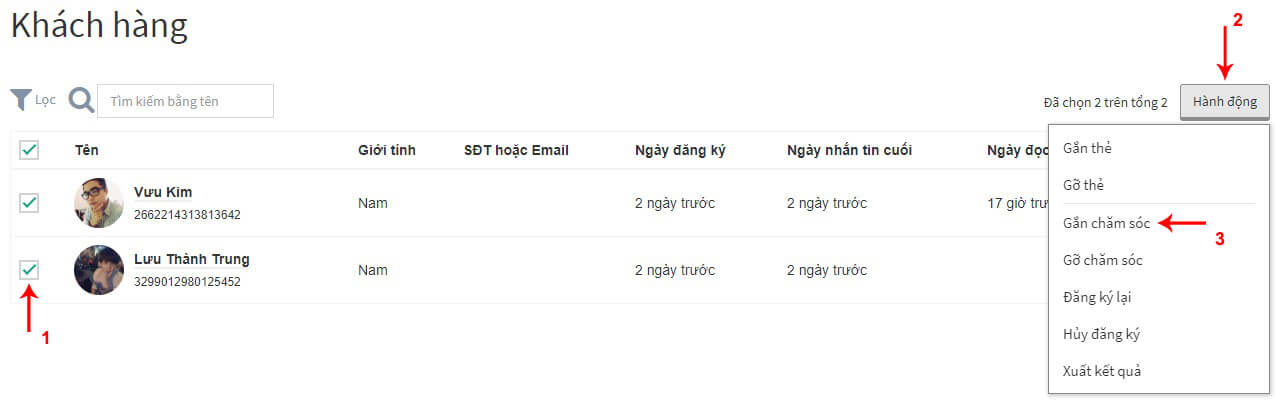 Khách hàng
2
Lọc Tìm kiếm bằng tên Đã chọn 2 trên tổng 2 Hành động
Tên Giới tính SĐT hoặc Email Ngày đăng ký Ngày nhắn tin cuối Ngày đọc
Gắn thẻ
Gỡ thẻ
Vưu Kim
2662214313813642
Nam 2 ngày trước 2 ngày trước 17 giờ
Gắn chăm sóc
3
Gỡ chăm sóc
Lưu Thành Trung
3299012980125452
Nam 2 ngày trước 2 ngày trước
Đăng ký lại
1
Hủy đăng ký
Xuất kết quả